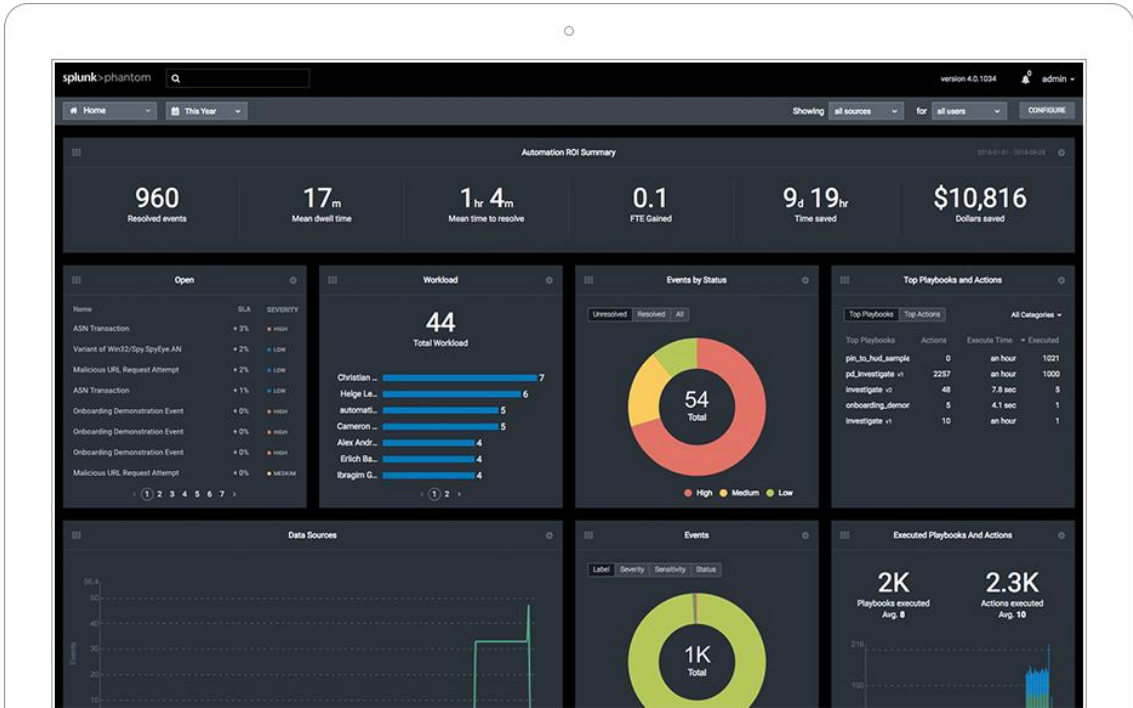 splunk>phantom
version 4.0.1034
0
admin
Home
This Year
Showing
all sources
for
all users
CONFIGURE
Automation ROI Summary
960
Resolved events
17m
Mean dwell time
1hr 4m
Mean time to resolve
0.1
FTE Gained
9d 19hr
Time saved
$10,816
Dollars saved
Open
Name SLA SEVERITY
ASN Transaction + 3% HIGH
Variant of Win32/Spy.SpyEye.AN + 2% LOW
Malicious URL Request Attempt + 2% LOW
ASN Transaction + 1% LOW
Onboarding Demonstration Event + 0% HIGH
Onboarding Demonstration Event + 0% HIGH
Onboarding Demonstration Event + 0% HIGH
Malicious URL Request Attempt + 0% MEDIUM
‹ 1 2 3 4 5 6 7 ›
Workload
44
Total Workload
Christian ... 7
Helge Le... 6
automati... 5
Cameron ... 5
Alex Andr... 4
Erlich Ba... 4
Ibragim G... 4
‹ 1 2 ›
Events by Status
Unresolved Resolved All
54
Total
High Medium Low
Top Playbooks and Actions
Top Playbooks Top Actions All Categories
Top Playbooks Actions Execute Time Executed
pin_to_hud_sample 0 an hour 1021
pd_investigate v1 2257 an hour 1000
investigate v2 48 7.8 sec 5
onboarding_demor 5 4.1 sec 1
investigate v1 10 an hour 1
Data Sources
Events
50
40
30
20
10
Events
Label Severity Sensitivity Status
1K
Total
Executed Playbooks And Actions
2K
Playbooks executed
Avg. 8
2.3K
Actions executed
Avg. 10
216
100